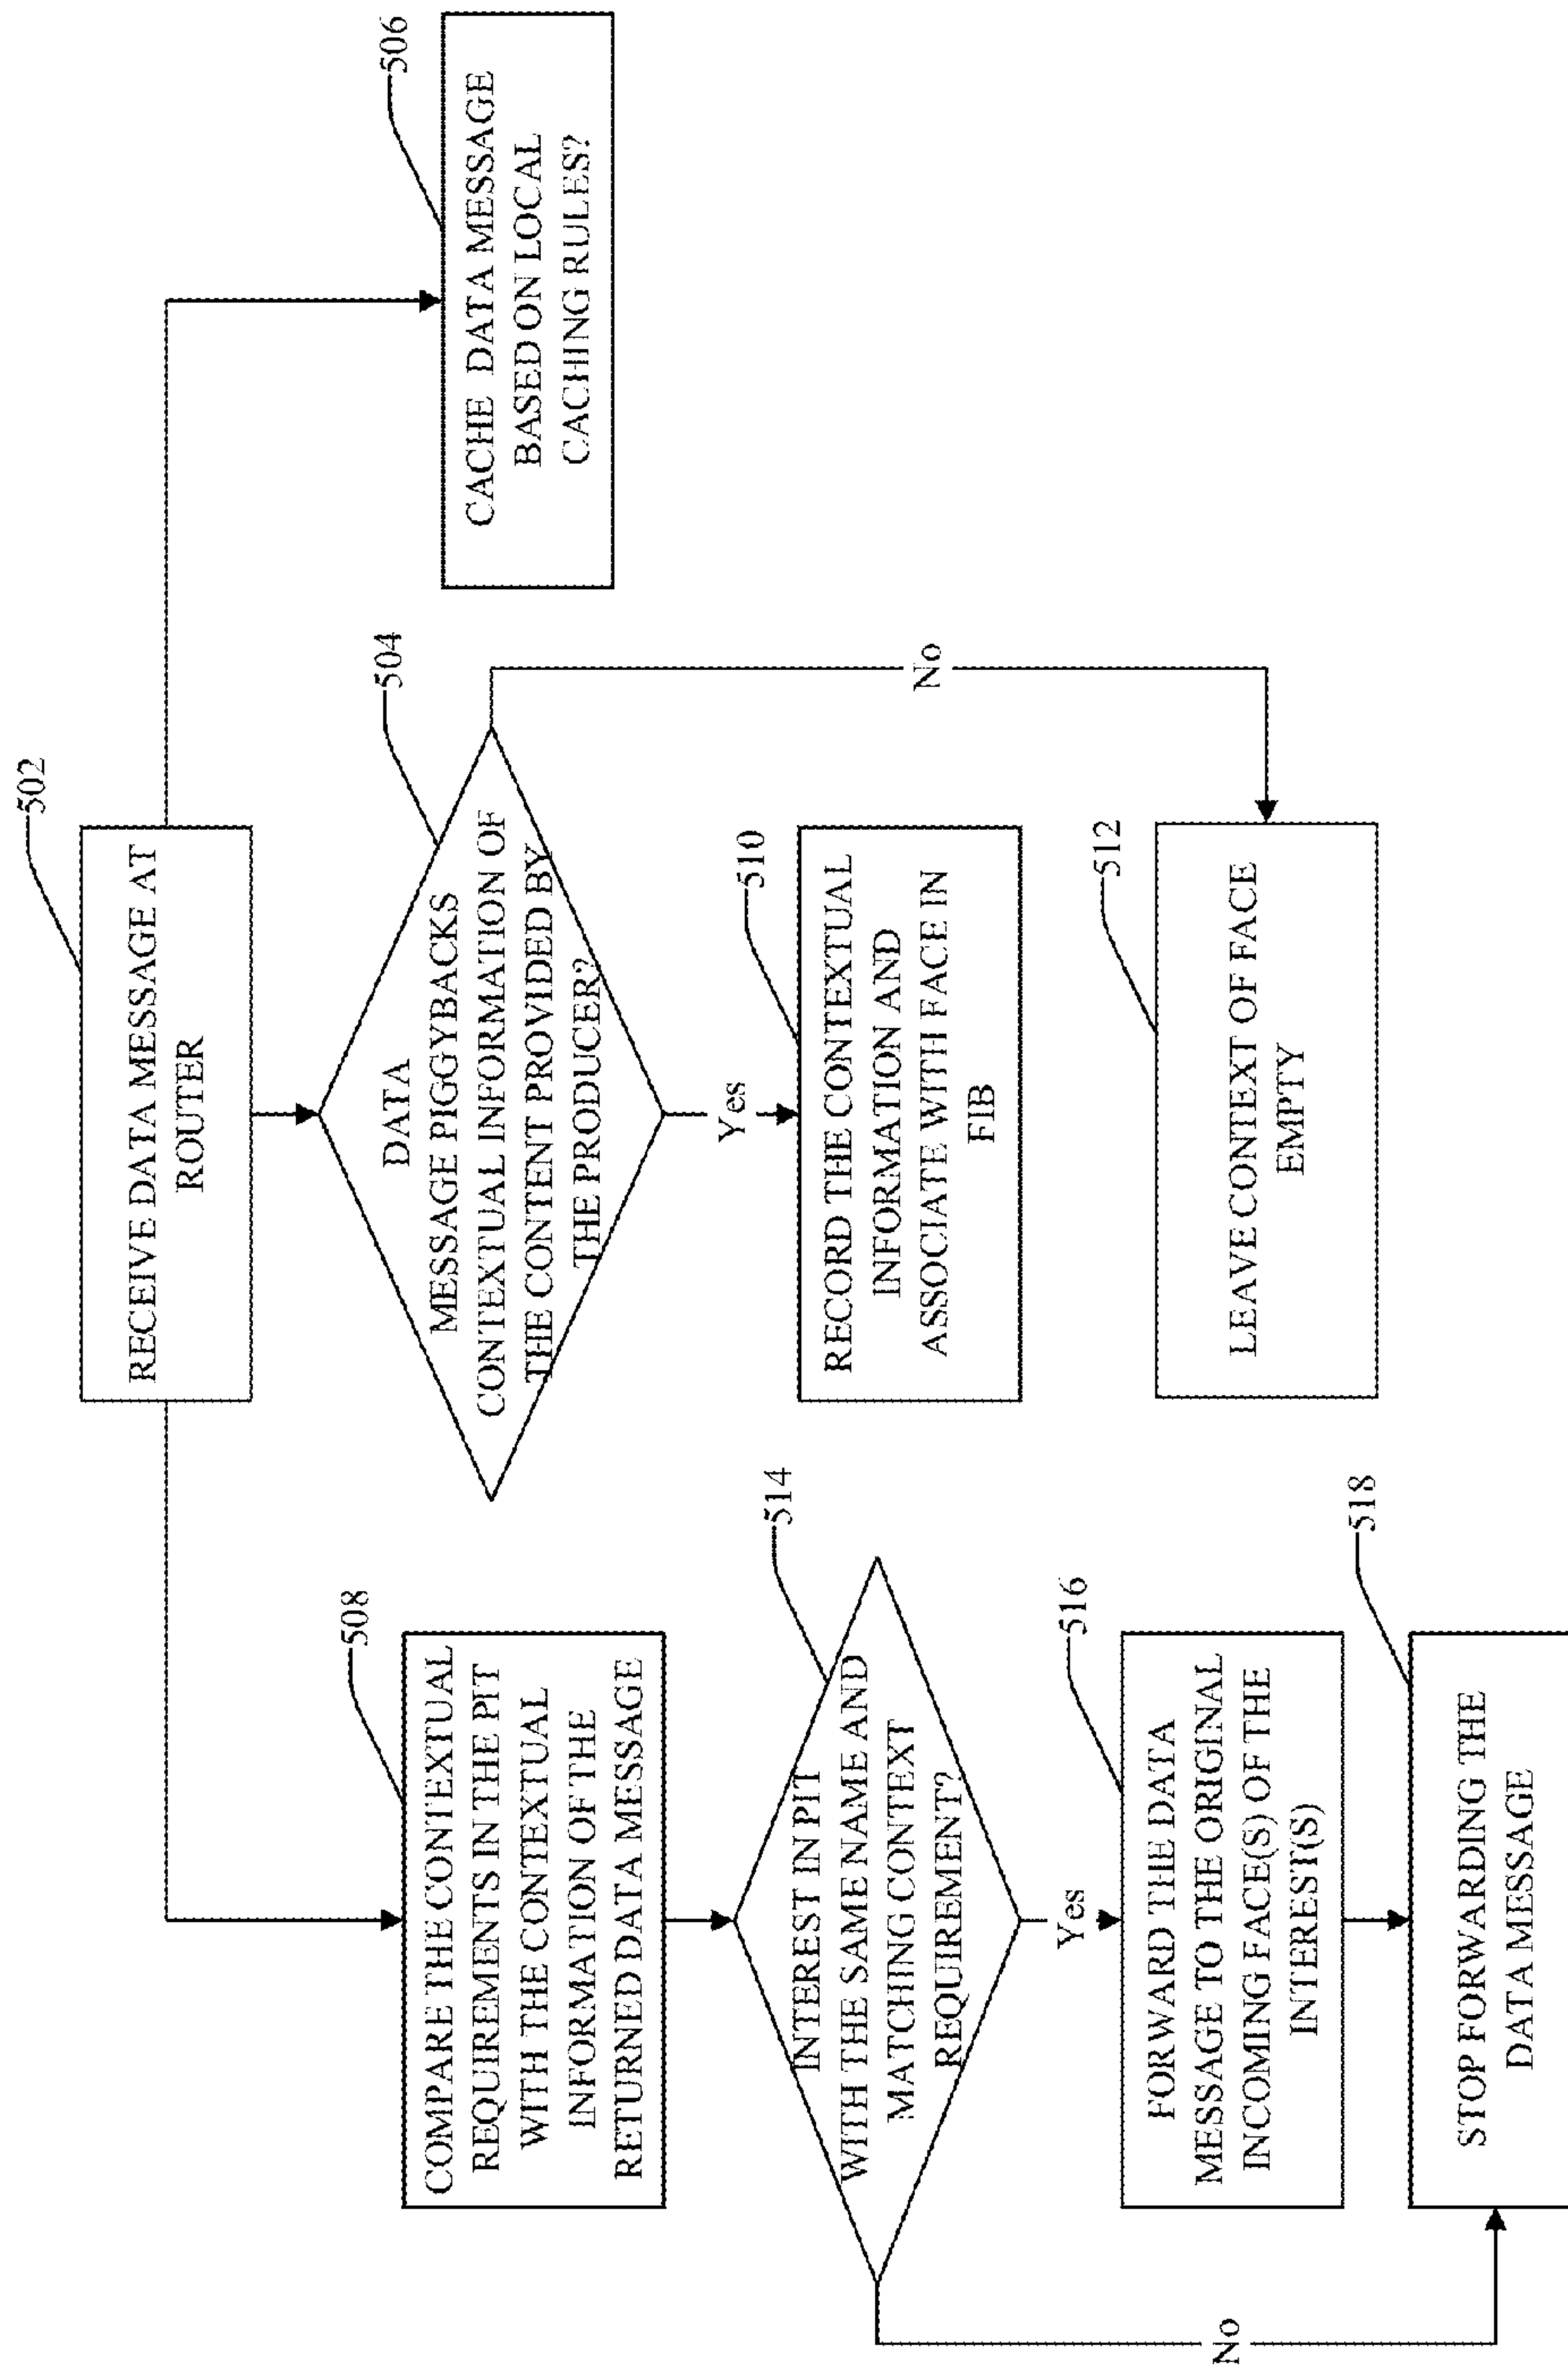 502
RECEIVE DATA MESSAGE AT
ROUTER
506
CACHE DATA MESSAGE
BASED ON LOCAL
CACHING RULES?
504
DATA
MESSAGE PIGGYBACKS
CONTEXTUAL INFORMATION OF
THE CONTENT PROVIDED BY
THE PRODUCER?
No
Yes
510
RECORD THE CONTEXTUAL
INFORMATION AND
ASSOCIATE WITH FACE IN
FIB
512
LEAVE CONTEXT OF FACE
EMPTY
508
COMPARE THE CONTEXTUAL
REQUIREMENTS IN THE PIT
WITH THE CONTEXTUAL
INFORMATION OF THE
RETURNED DATA MESSAGE
514
INTEREST IN PIT
WITH THE SAME NAME AND
MATCHING CONTEXT
REQUIREMENT?
Yes
516
FORWARD THE DATA
MESSAGE TO THE ORIGINAL
INCOMING FACE(S) OF THE
INTEREST(S)
No
518
STOP FORWARDING THE
DATA MESSAGE